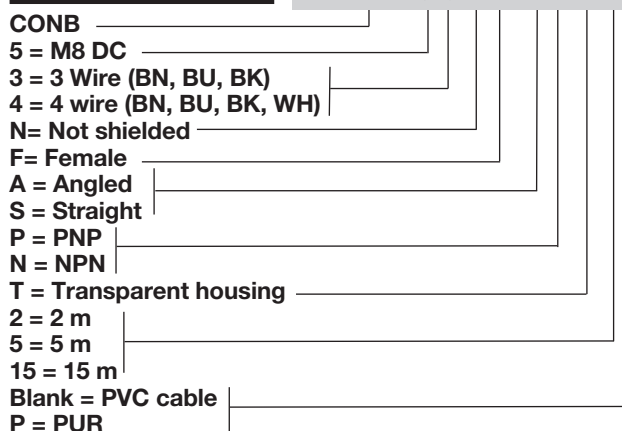 CONB
5 = M8 DC
3 = 3 Wire (BN, BU, BK)
4 = 4 wire (BN, BU, BK, WH)
N= Not shielded
F= Female
A = Angled
S = Straight
P = PNP
N = NPN
T = Transparent housing
2 = 2 m
5 = 5 m
15 = 15 m
Blank = PVC cable
P = PUR